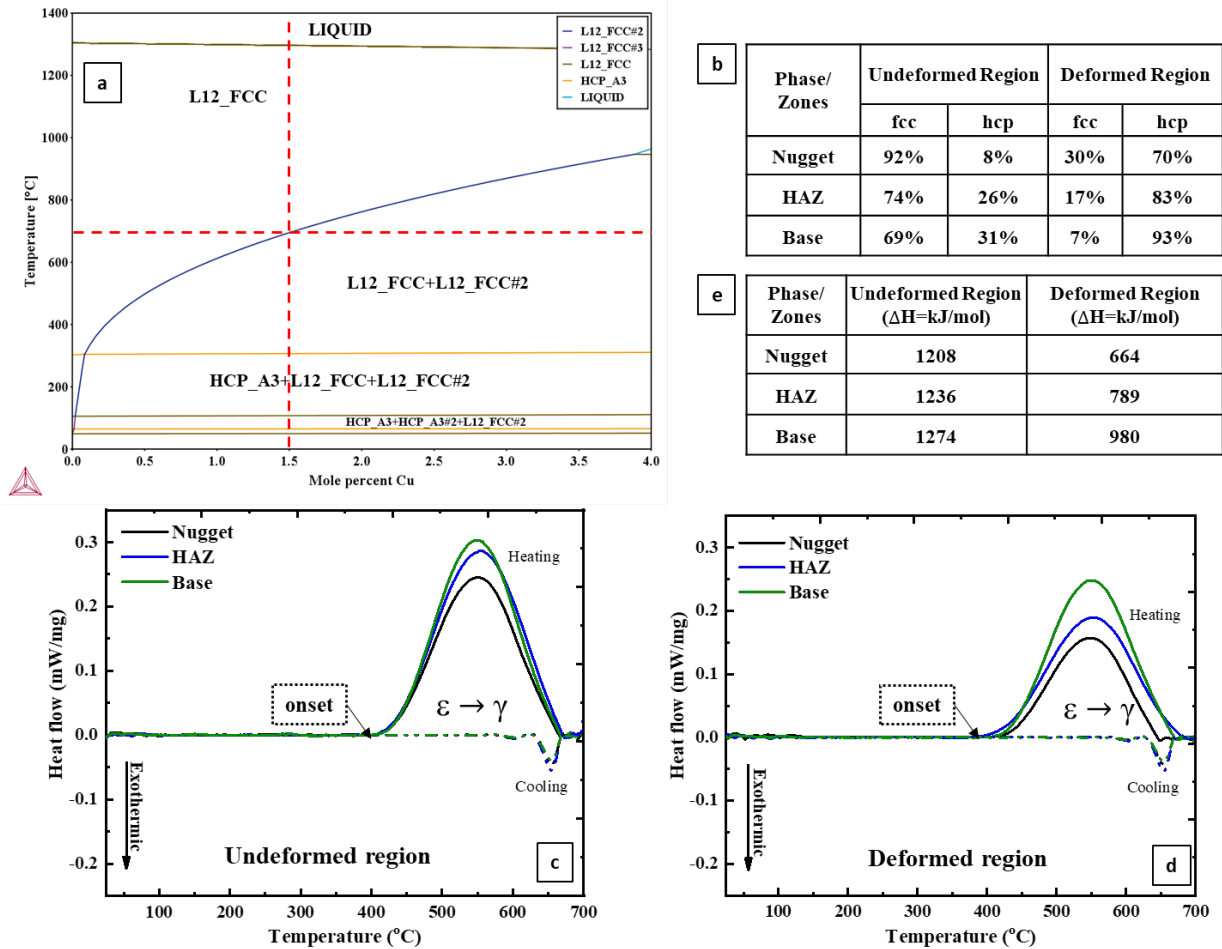 1400
1200
1000
800
600
400
200
0
Temperature [°C]
0.0 0.5 1.0 1.5 2.0 2.5 3.0 3.5 4.0
Mole percent Cu
a
LIQUID
L12_FCC
L12_FCC+L12_FCC#2
HCP_A3+L12_FCC+L12_FCC#2
HCP_A3+HCP_A3#2+L12_FCC#2
L12_FCC#2
L12_FCC#3
L12_FCC
HCP_A3
LIQUID
b
Phase/ Zones Undeformed Region Deformed Region
fcc hcp fcc hcp
Nugget 92% 8% 30% 70%
HAZ 74% 26% 17% 83%
Base 69% 31% 7% 93%
e
Phase/ Zones Undeformed Region (ΔH=kJ/mol) Deformed Region (ΔH=kJ/mol)
Nugget 1208 664
HAZ 1236 789
Base 1274 980
Nugget
HAZ
Base
Heating
onset
ε → γ
Cooling
Exothermic
Undeformed region
c
0.3
0.2
0.1
0.0
-0.1
-0.2
Heat flow (mW/mg)
100 200 300 400 500 600 700
Temperature (°C)
Nugget
HAZ
Base
Heating
onset
ε → γ
Cooling
Exothermic
Deformed region
d
0.3
0.2
0.1
0.0
-0.1
-0.2
Heat flow (mW/mg)
100 200 300 400 500 600 700
Temperature (°C)